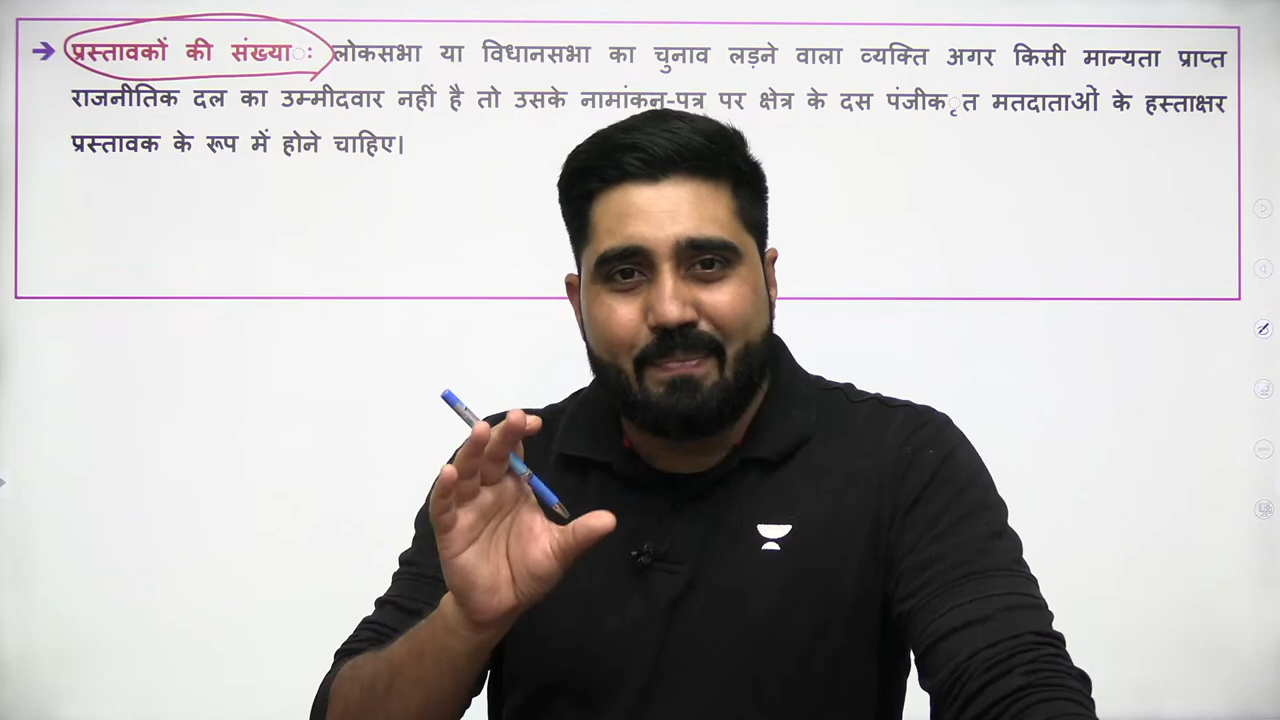 प्रस्तावकों की संख्याः लोकसभा या विधानसभा का चुनाव लड़ने वाला व्यक्ति अगर किसी मान्यता प्राप्त
राजनीतिक दल का उम्मीदवार नहीं है तो उसके नामांकन-पत्र पर क्षेत्र के दस पंजीकृत मतदाताओं के हस्ताक्षर
प्रस्तावक के रूप में होने चाहिए।